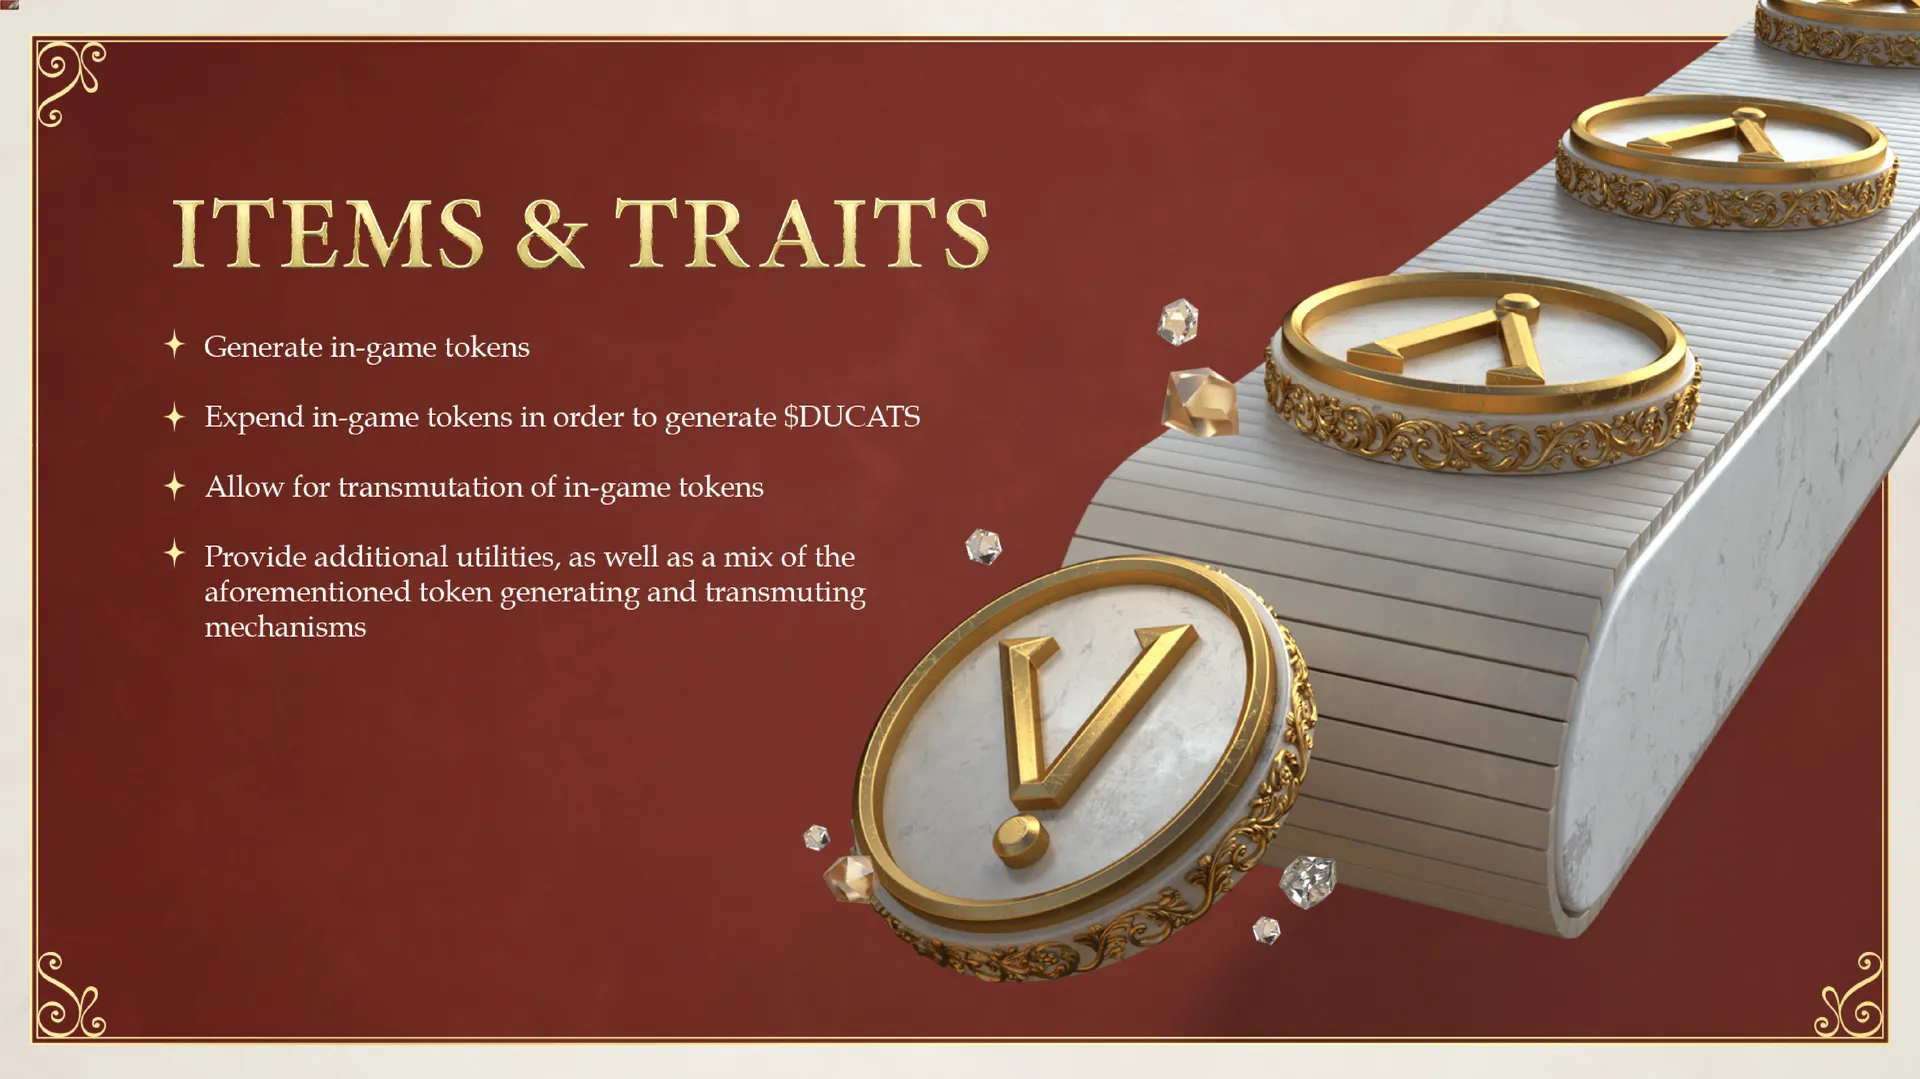 ITEMS & TRAITS
Generate in-game tokens
Expend in-game tokens in order to generate $DUCATS
Allow for transmutation of in-game tokens
Provide additional utilities, as well as a mix of the
aforementioned token generating and transmuting
mechanisms